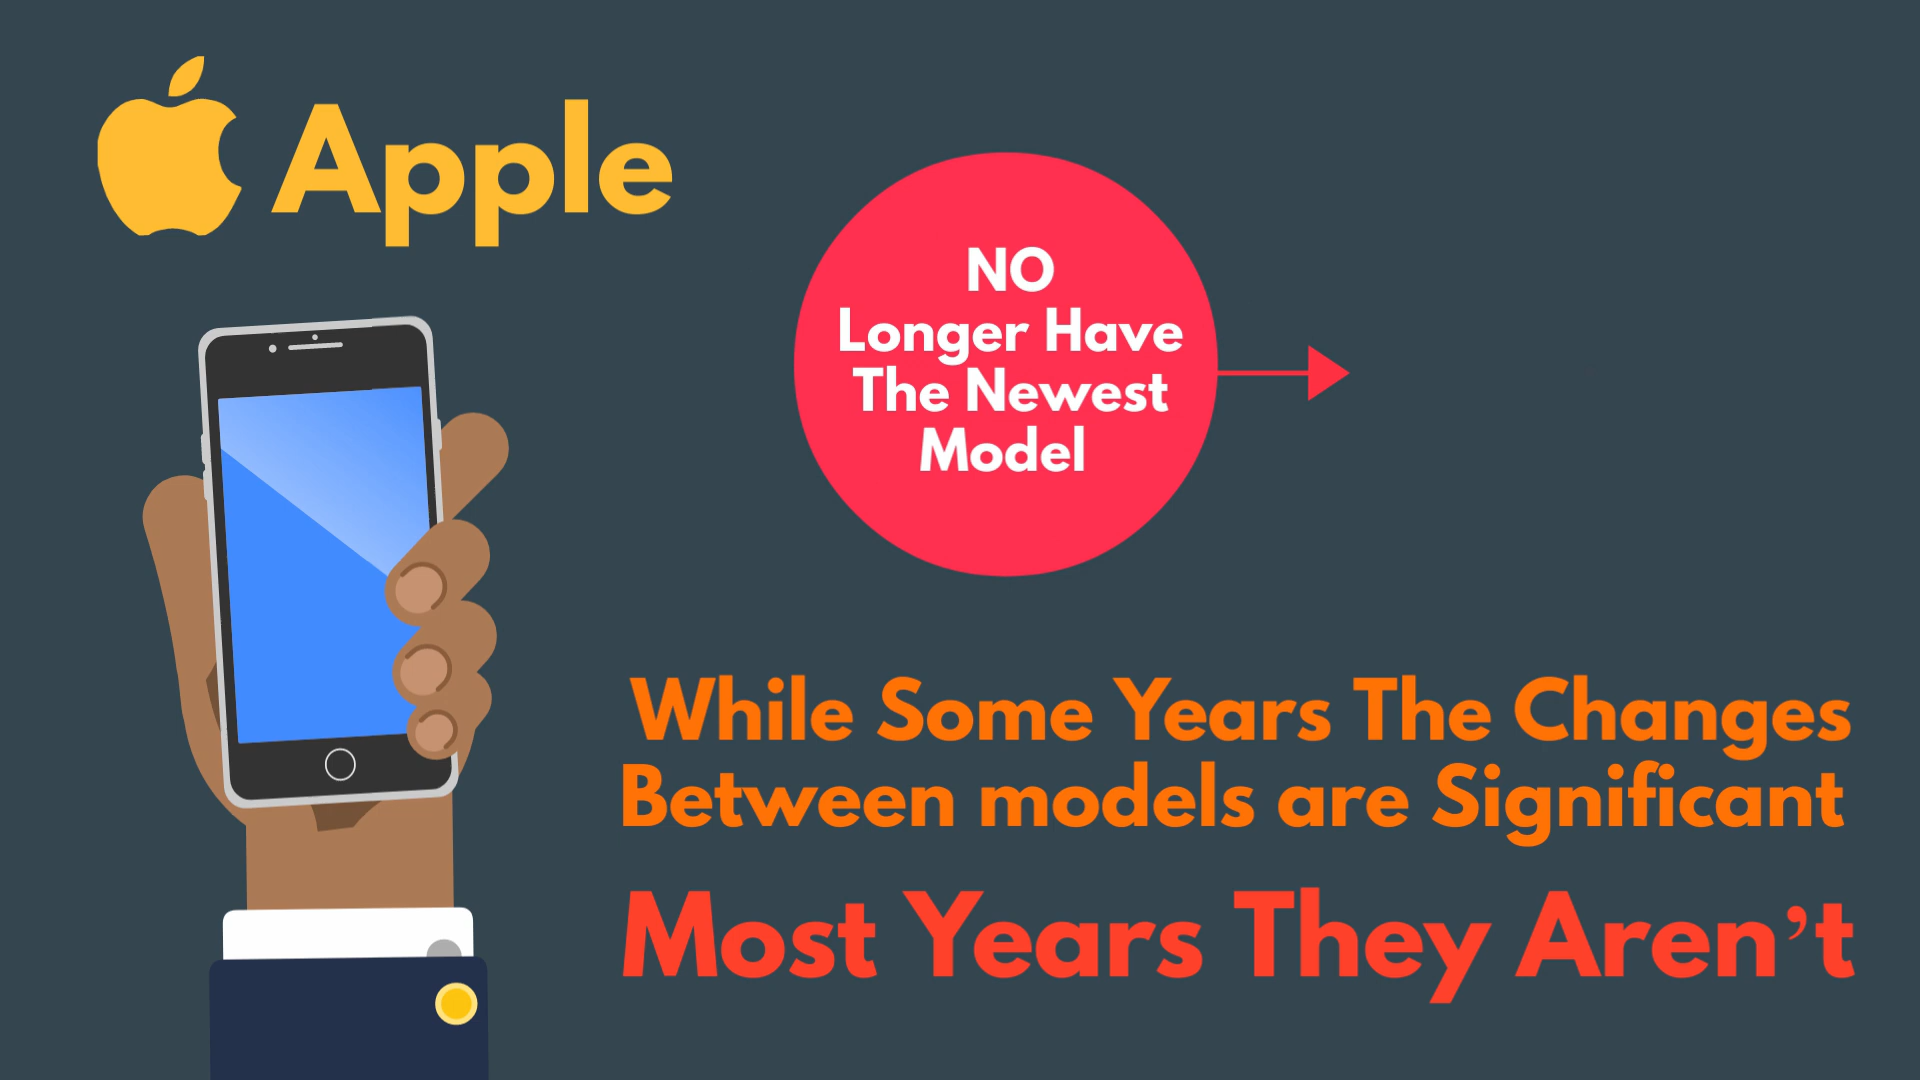 Apple
NO
Longer Have
The Newest
Model
While Some Years The Changes
Between models are Significant
Most Years They Aren’t